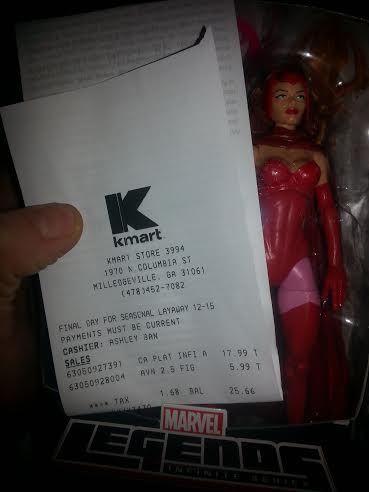 K
kmart
KMART STORE 3994
1970 N COLUMBIA ST
MILLEDGEVILLE, GA 31061
(478)452-7082
FINAL DAY FOR SEASONAL LAYAWAY 12-15
PAYMENTS MUST BE CURRENT
CASHIER: ASHLEY BAN
SALES
63050927391 CA PLAT INFI A 17.99 T
63050928004 AVN 2.5 FIG 5.99 T
**** TAX 1.68 BAL 25.66
MARVEL
LEGENDS
INFINITE SERIES